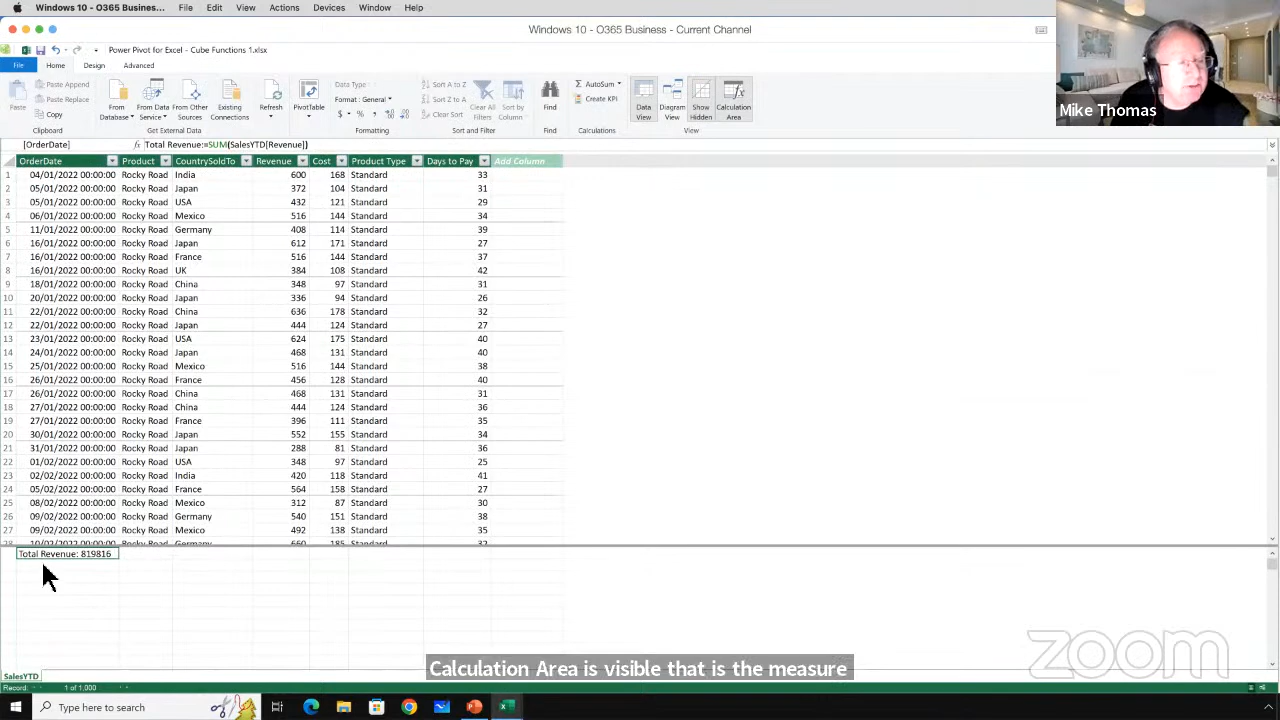 Actions Devices Window Help
File Edit View
Windows 10 - O365 Busines...
Windows 10 - O365 Business - Current Channel
Power Pivot for Excel - Cube Functions 1.xlsx
File Home Design Advanced
Paste
Paste Append
Paste Replace
Copy
Clipboard
From Database
From Data Service
From Other Sources
Existing Connections
Get External Data
Refresh
PivotTable
Data Type :
Format : General
$ % ,
Formatting
Sort A to Z
Sort Z to A
Clear Sort
Clear All Filters
Sort by Column
Sort and Filter
Find
Find
AutoSum
Create KPI
Calculations
Data View
Diagram View
Show Hidden
Calculation Area
View
Mike Thomas
[OrderDate] fx Total Revenue:=SUM(SalesYTD[Revenue])
OrderDate Product CountrySoldTo Revenue Cost Product Type Days to Pay Add Column
1 04/01/2022 00:00:00 Rocky Road India 600 168 Standard 33
2 05/01/2022 00:00:00 Rocky Road Japan 372 104 Standard 31
3 05/01/2022 00:00:00 Rocky Road USA 432 121 Standard 29
4 06/01/2022 00:00:00 Rocky Road Mexico 516 144 Standard 34
5 11/01/2022 00:00:00 Rocky Road Germany 408 114 Standard 39
6 16/01/2022 00:00:00 Rocky Road Japan 612 171 Standard 27
7 16/01/2022 00:00:00 Rocky Road France 516 144 Standard 37
8 16/01/2022 00:00:00 Rocky Road UK 384 108 Standard 42
9 18/01/2022 00:00:00 Rocky Road China 348 97 Standard 31
10 20/01/2022 00:00:00 Rocky Road Japan 336 94 Standard 26
11 22/01/2022 00:00:00 Rocky Road China 636 178 Standard 32
12 22/01/2022 00:00:00 Rocky Road Japan 444 124 Standard 27
13 23/01/2022 00:00:00 Rocky Road USA 624 175 Standard 40
14 24/01/2022 00:00:00 Rocky Road Japan 468 131 Standard 40
15 25/01/2022 00:00:00 Rocky Road Mexico 516 144 Standard 38
16 26/01/2022 00:00:00 Rocky Road France 456 128 Standard 40
17 26/01/2022 00:00:00 Rocky Road China 468 131 Standard 31
18 27/01/2022 00:00:00 Rocky Road China 444 124 Standard 36
19 27/01/2022 00:00:00 Rocky Road France 396 111 Standard 35
20 30/01/2022 00:00:00 Rocky Road Japan 552 155 Standard 34
21 31/01/2022 00:00:00 Rocky Road Japan 288 81 Standard 36
22 01/02/2022 00:00:00 Rocky Road USA 348 97 Standard 25
23 02/02/2022 00:00:00 Rocky Road India 420 118 Standard 41
24 05/02/2022 00:00:00 Rocky Road France 564 158 Standard 27
25 08/02/2022 00:00:00 Rocky Road Mexico 312 87 Standard 30
26 09/02/2022 00:00:00 Rocky Road Germany 540 151 Standard 38
27 09/02/2022 00:00:00 Rocky Road Mexico 492 138 Standard 35
28 10/02/2022 00:00:00 Rocky Road Germany 660 185 Standard 32
Total Revenue: 819816
zoom
Calculation Area is visible that is the measure
SalesYTD
Record: 1 of 1,000
Type here to search